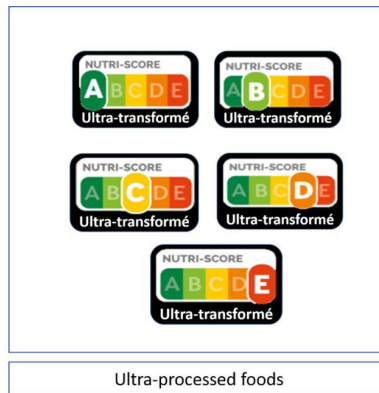 NUTRI-SCORE
A B C D E
Ultra-transformé
NUTRI-SCORE
A B C D E
Ultra-transformé
NUTRI-SCORE
A B C D E
Ultra-transformé
NUTRI-SCORE
A B C D E
Ultra-transformé
NUTRI-SCORE
A B C D E
Ultra-transformé
Ultra-processed foods